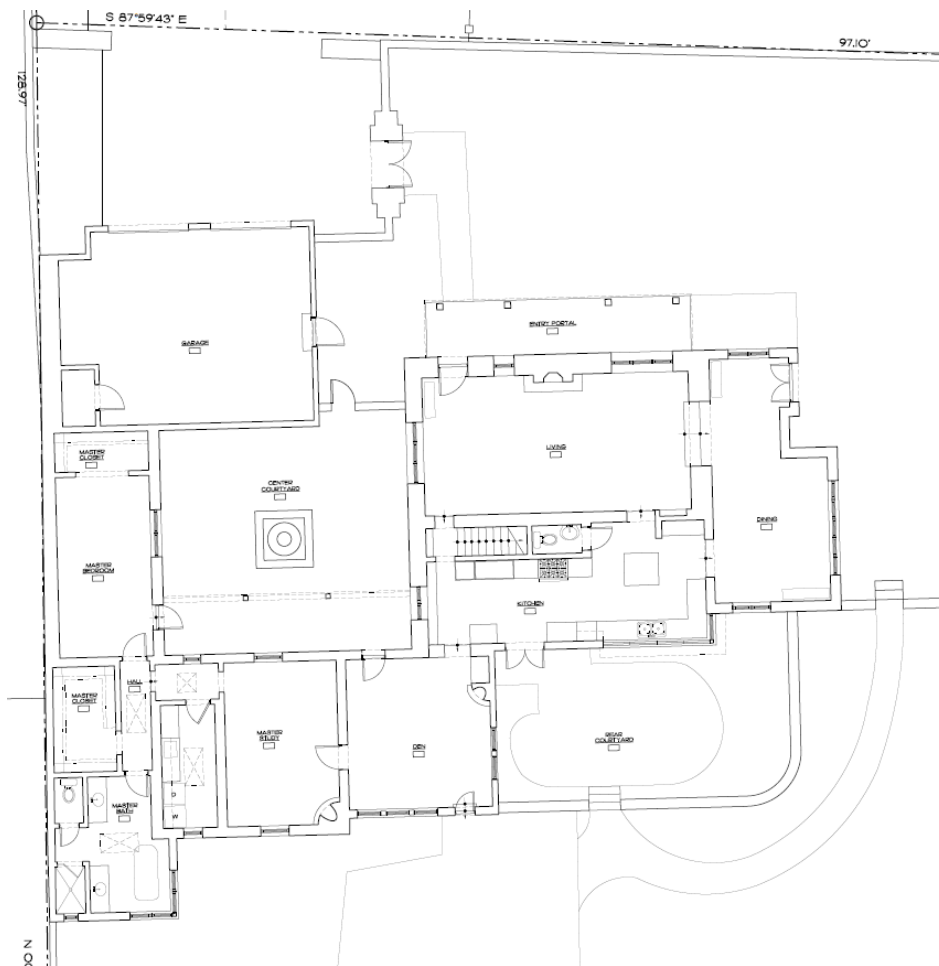 S 87°59'43" E
97.10'
128.97'
ENTRY PORTAL
GARAGE
MASTER
CLOSET
LIVING
CENTER
COURTYARD
DINING
MASTER
BEDROOM
KITCHEN
HALL
MASTER
CLOSET
MASTER
STUDY
DEN
REAR
COURTYARD
MASTER
BATH
D
W